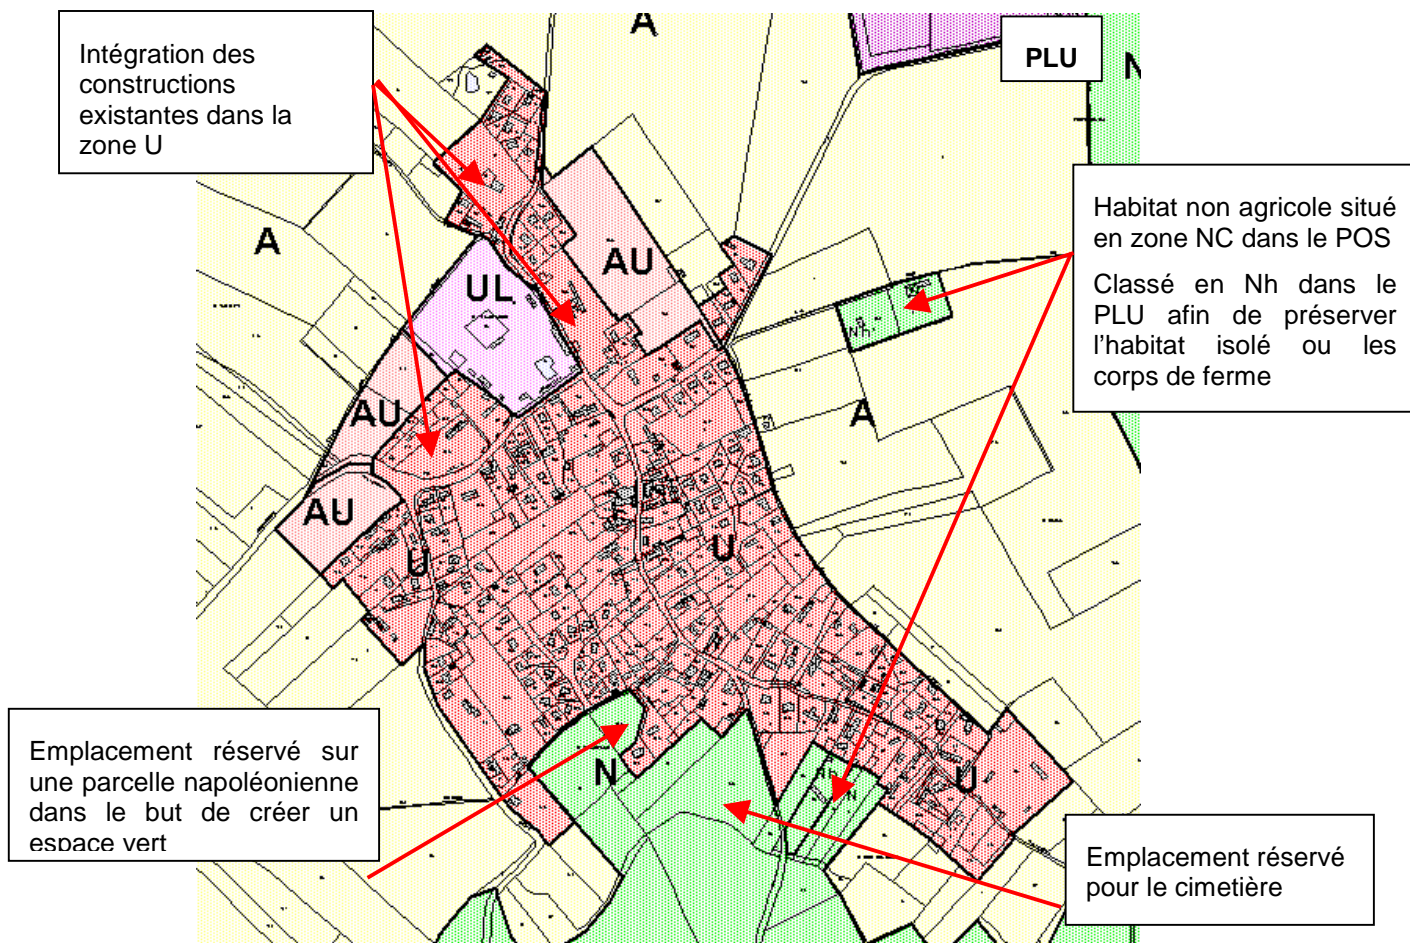 A
PLU
N
Intégration des
constructions
existantes dans la
zone U
Habitat non agricole situé
en zone NC dans le POS
Classé en Nh dans le
PLU afin de préserver
l'habitat isolé ou les
corps de ferme
A
AU
UL
Nh
AU
A
AU
U
U
Emplacement réservé sur
une parcelle napoléonienne
dans le but de créer un
espace vert
N
Nh
N
U
Emplacement réservé
pour le cimetière